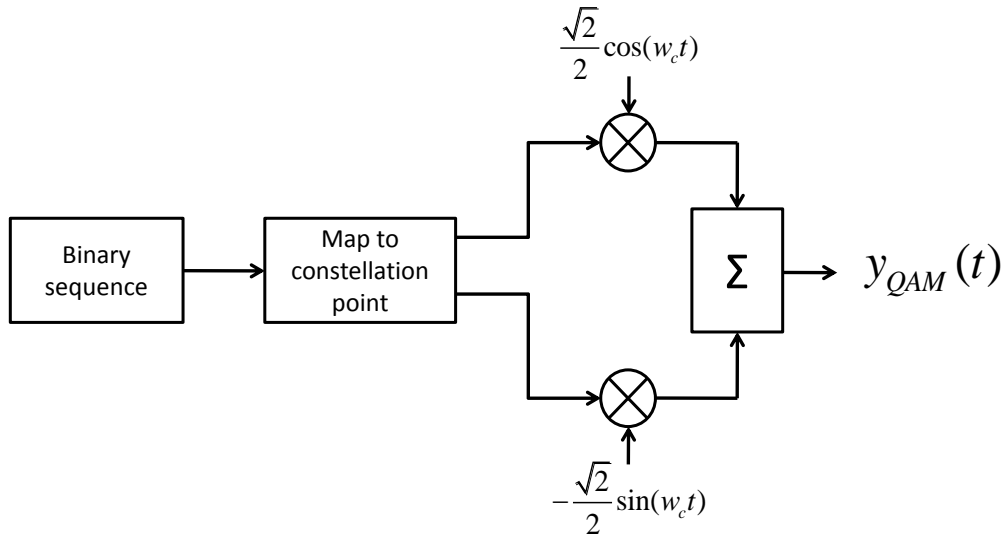 √2/2 cos(w_c t)
Binary
sequence
Map to
constellation
point
Σ
y_QAM(t)
-√2/2 sin(w_c t)